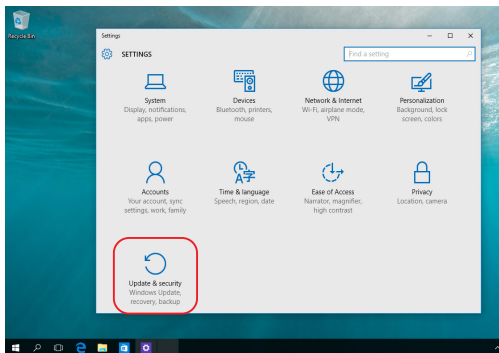 Recycle Bin
Settings
SETTINGS
Find a setting
System
Display, notifications,
apps, power
Devices
Bluetooth, printers,
mouse
Network & Internet
Wi-Fi, airplane mode,
VPN
Personalization
Background, lock
screen, colors
Accounts
Your account, sync
settings, work, family
Time & language
Speech, region, date
Ease of Access
Narrator, magnifier,
high contrast
Privacy
Location, camera
Update & security
Windows Update,
recovery, backup